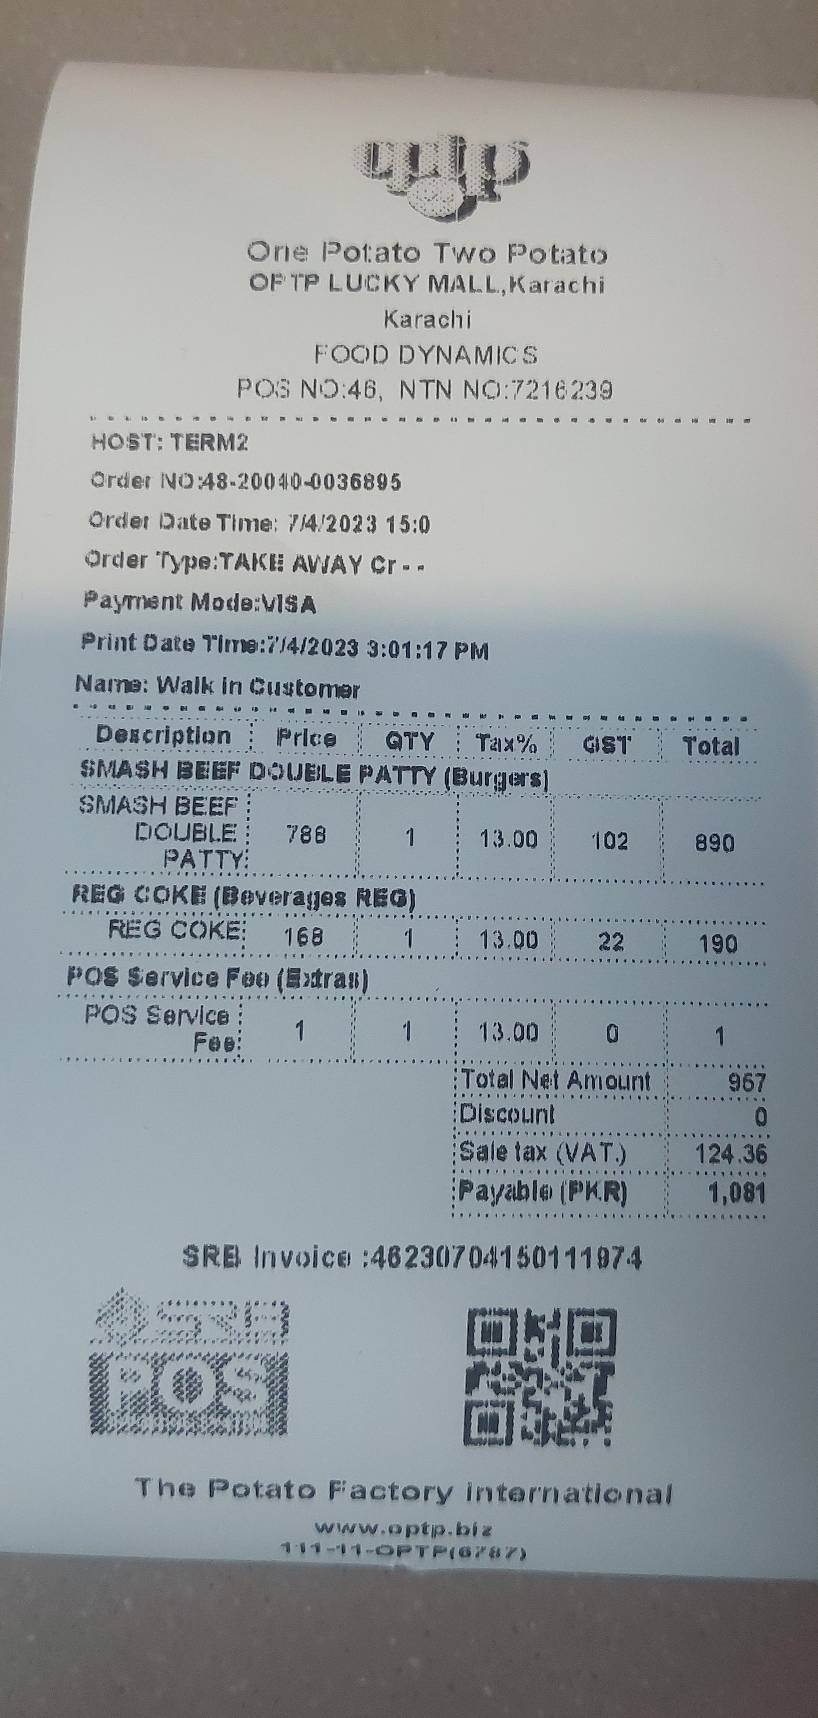 optp
One Potato Two Potato
OPTP LUCKY MALL,Karachi
Karachi
FOOD DYNAMICS
POS NO:46, NTN NO:7216239
HOST: TERM2
Order NO:48-20040-0036895
Order Date Time: 7/4/2023 15:0
Order Type:TAKE AWAY Cr - -
Payment Mode:VISA
Print Date Time:7/4/2023 3:01:17 PM
Name: Walk in Customer
Description Price QTY Tax% GST Total
SMASH BEEF DOUBLE PATTY (Burgers)
SMASH BEEF
DOUBLE 788 1 13.00 102 890
PATTY
REG COKE (Beverages REG)
REG COKE 168 1 13.00 22 190
POS Service Fee (Extras)
POS Service
Fee 1 1 13.00 0 1
Total Net Amount 957
Discount 0
Sale tax (VAT.) 124.36
Payable (PKR) 1,081
SRB Invoice :46230704150111974
SRB
POS
The Potato Factory international
www.optp.biz
111-11-OPTP(6787)